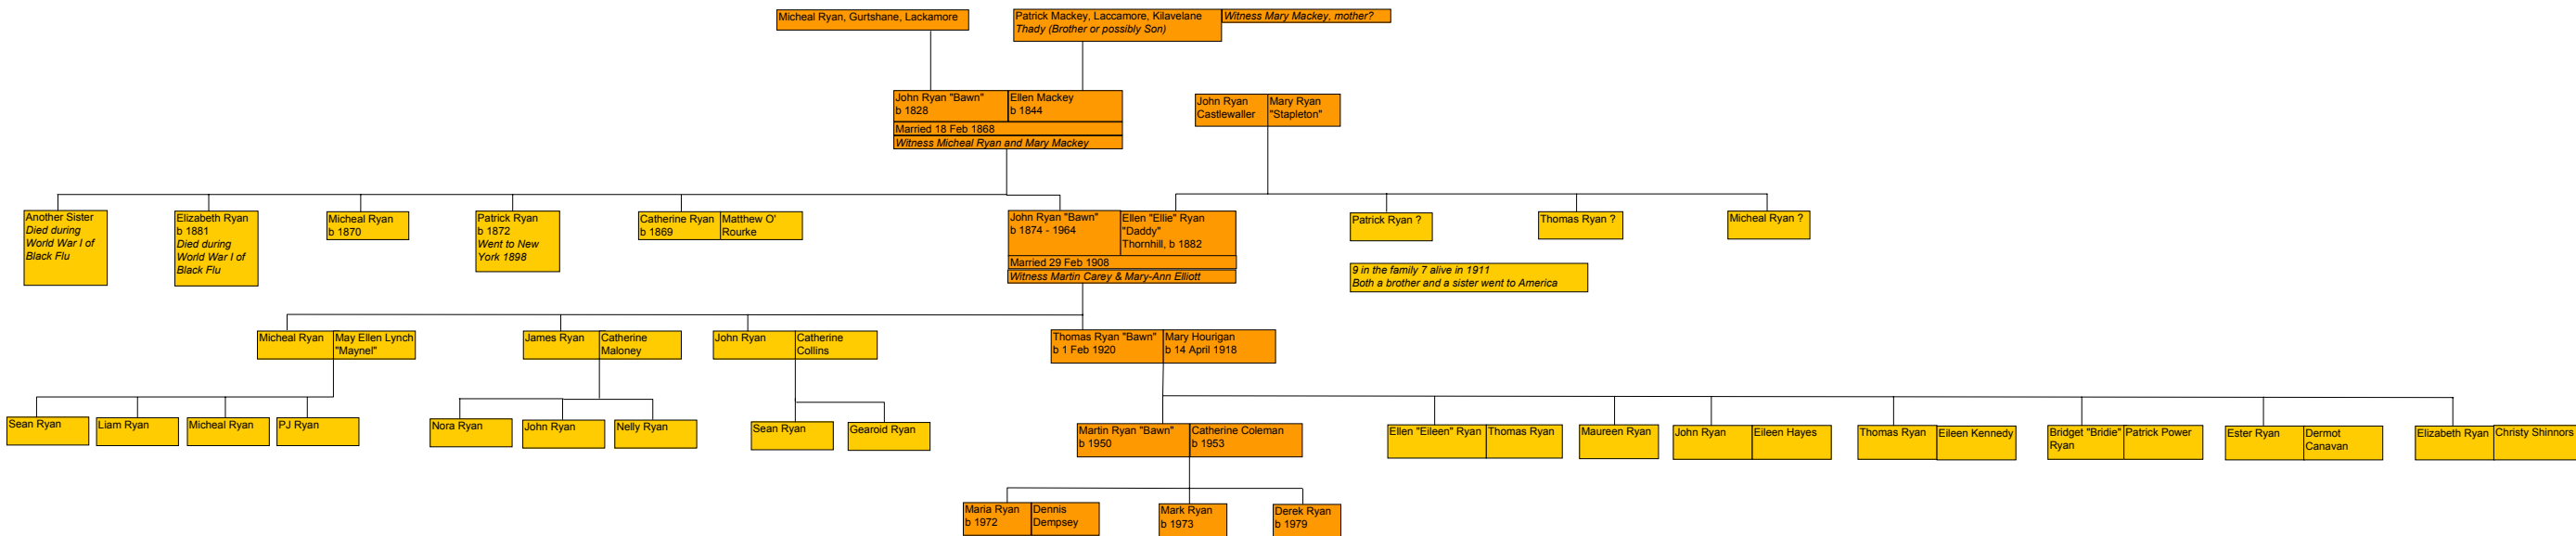 Micheal Ryan, Gurtshane, Lackamore
Patrick Mackey, Laccamore, Kilavelane
Thady (Brother or possibly Son)
Witness Mary Mackey, mother?
John Ryan "Bawn"
b 1828
Ellen Mackey
b 1844
Married 18 Feb 1868
Witness Micheal Ryan and Mary Mackey
John Ryan
Castlewaller
Mary Ryan
"Stapleton"
Another Sister
Died during
World War I of
Black Flu
Elizabeth Ryan
b 1881
Died during
World War I of
Black Flu
Micheal Ryan
b 1870
Patrick Ryan
b 1872
Went to New
York 1898
Catherine Ryan
b 1869
Matthew O'
Rourke
John Ryan "Bawn"
b 1874 - 1964
Ellen "Ellie" Ryan
"Daddy"
Thornhill, b 1882
Married 29 Feb 1908
Witness Martin Carey & Mary-Ann Elliott
Patrick Ryan ?
Thomas Ryan ?
Micheal Ryan ?
9 in the family 7 alive in 1911
Both a brother and a sister went to America
Micheal Ryan
May Ellen Lynch
"Maynel"
James Ryan
Catherine
Maloney
John Ryan
Catherine
Collins
Thomas Ryan "Bawn"
b 1 Feb 1920
Mary Hourigan
b 14 April 1918
Sean Ryan
Liam Ryan
Micheal Ryan
PJ Ryan
Nora Ryan
John Ryan
Nelly Ryan
Sean Ryan
Gearoid Ryan
Martin Ryan "Bawn"
b 1950
Catherine Coleman
b 1953
Ellen "Eileen" Ryan
Thomas Ryan
Maureen Ryan
John Ryan
Eileen Hayes
Thomas Ryan
Eileen Kennedy
Bridget "Bridie"
Ryan
Patrick Power
Ester Ryan
Dermot
Canavan
Elizabeth Ryan
Christy Shinnors
Maria Ryan
b 1972
Dennis
Dempsey
Mark Ryan
b 1973
Derek Ryan
b 1979